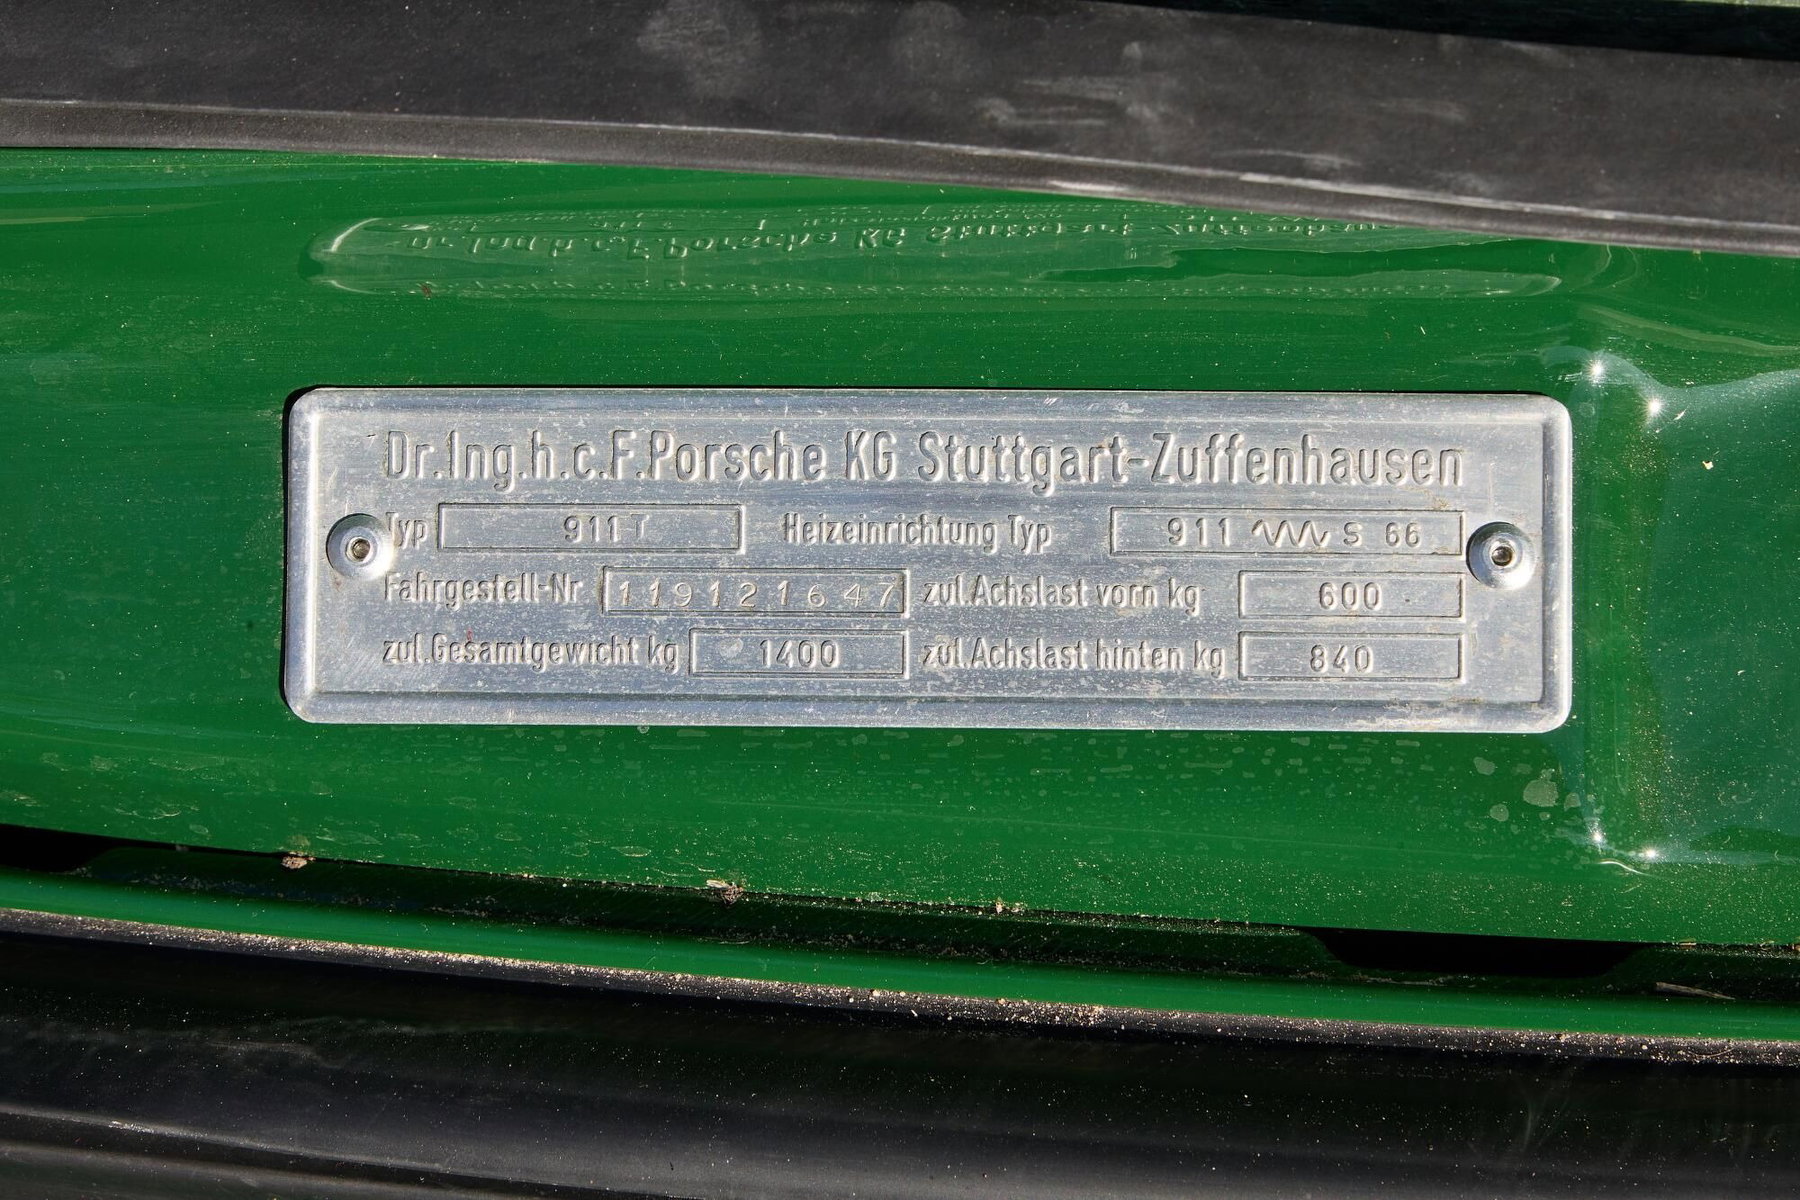 Dr.Ing.h.c.F.Porsche KG Stuttgart-Zuffenhausen
Typ 911T Heizeinrichtung Typ 911 S 66
Fahrgestell-Nr 119121647 zul.Achslast vorn kg 600
zul.Gesamtgewicht kg 1400 zul.Achslast hinten kg 840